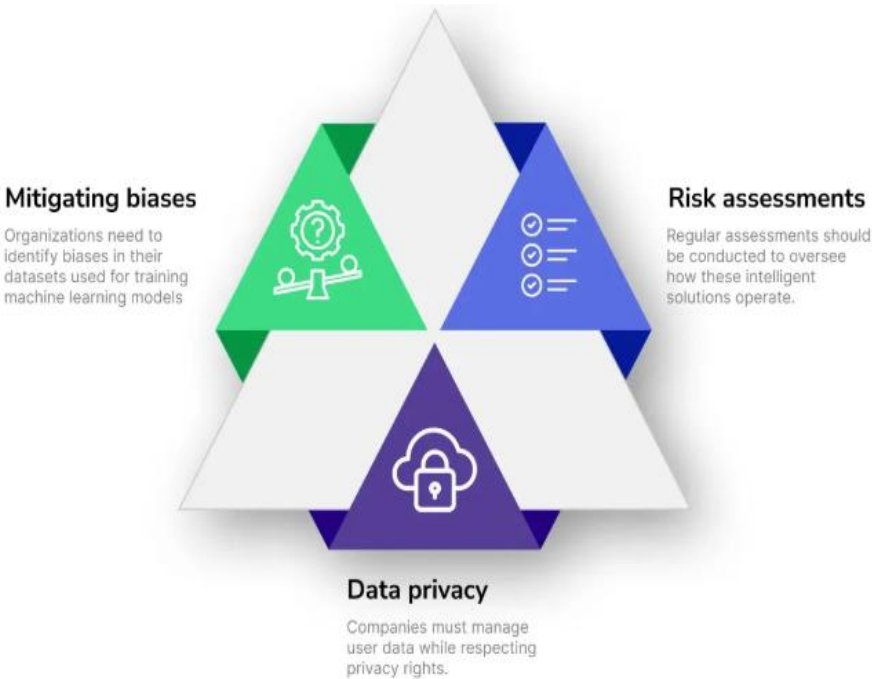 Mitigating biases
Organizations need to
identify biases in their
datasets used for training
machine learning models
Risk assessments
Regular assessments should
be conducted to oversee
how these intelligent
solutions operate.
?
Data privacy
Companies must manage
user data while respecting
privacy rights.